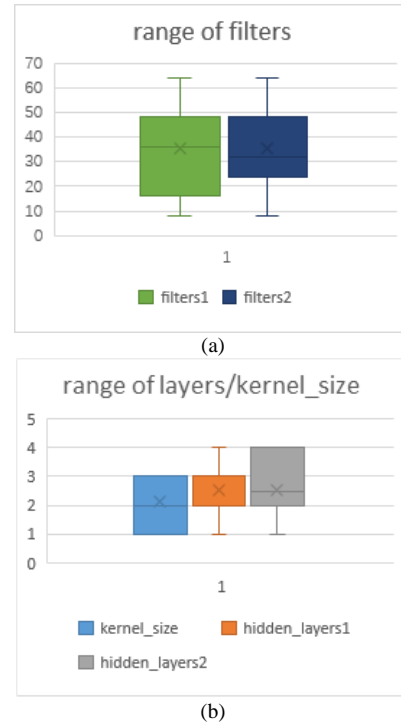 range of filters
70
60
50
40
30
20
10
0
1
filters1 filters2
(a)
range of layers/kernel_size
5
4
3
2
1
0
1
kernel_size hidden_layers1
hidden_layers2
(b)